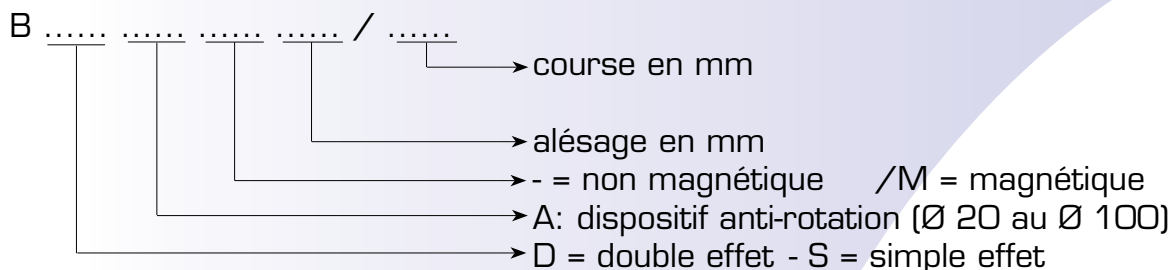 B ...... ...... ...... ...... / ......
course en mm
alésage en mm
- = non magnétique /M = magnétique
A: dispositif anti-rotation (Ø 20 au Ø 100)
D = double effet - S = simple effet